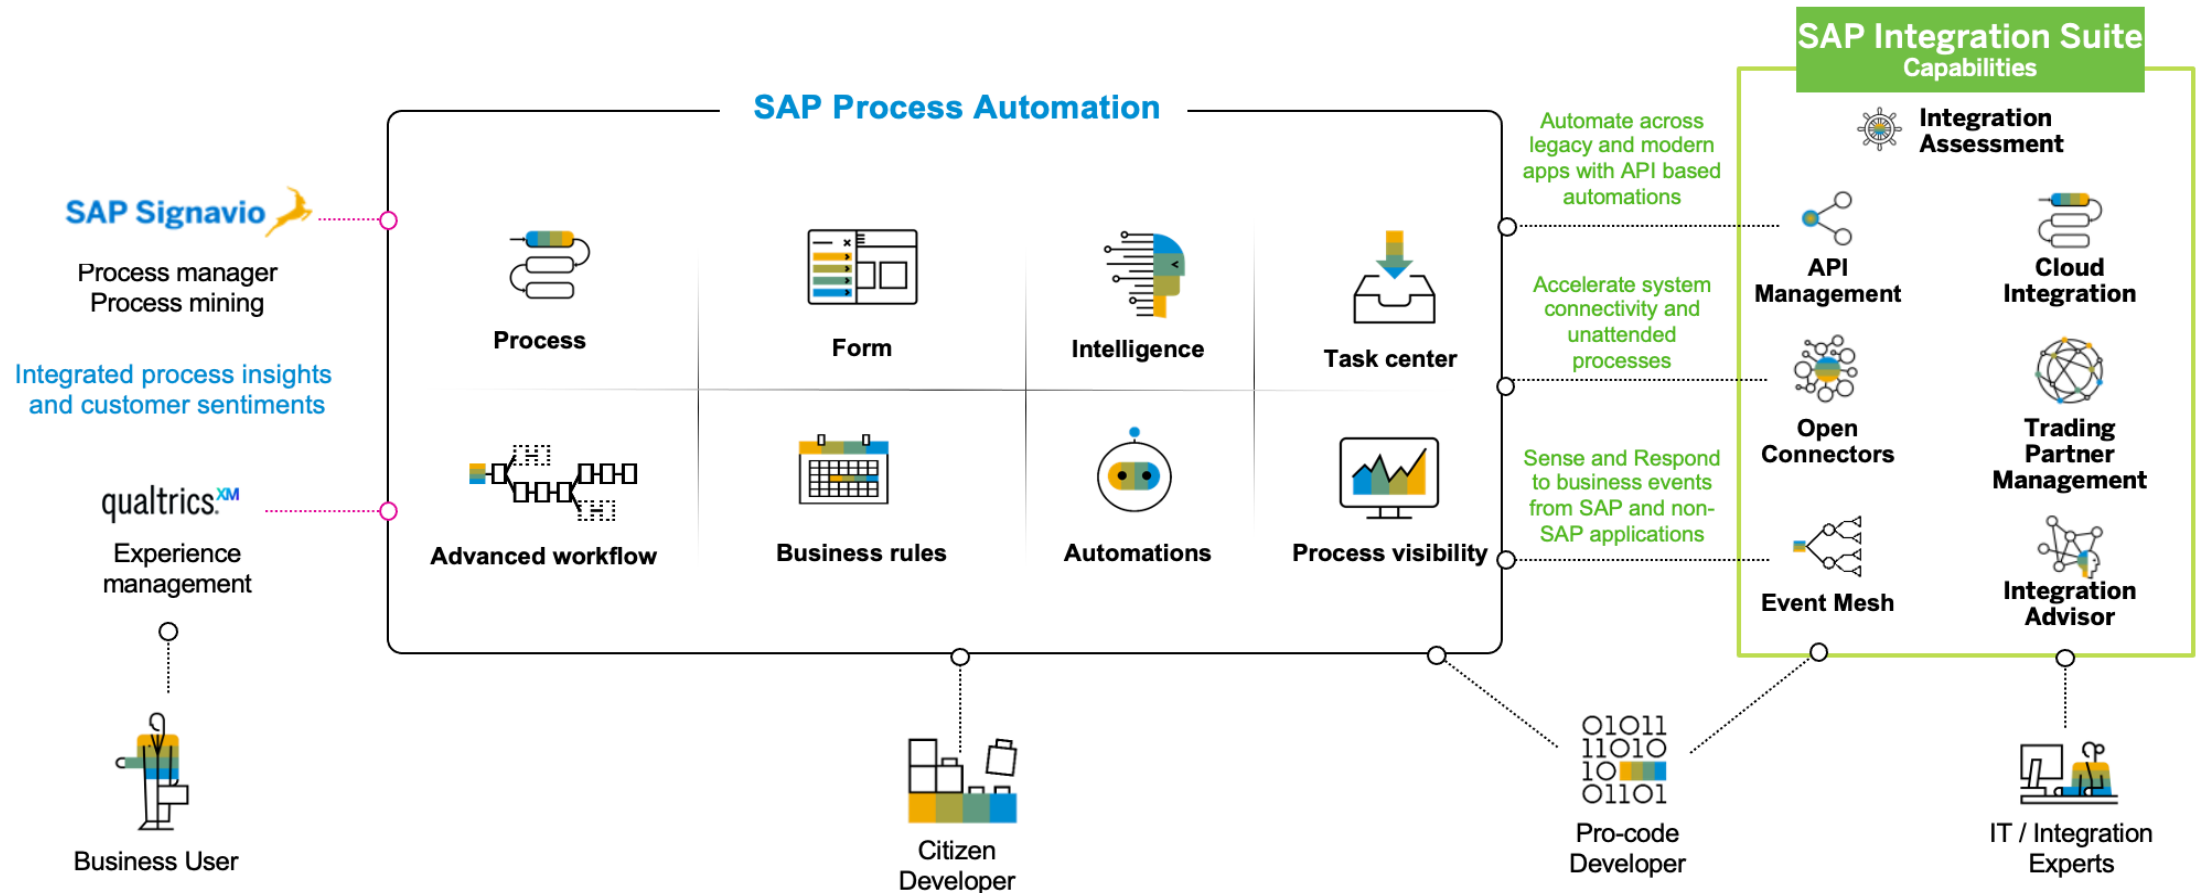 SAP Integration Suite
Capabilities
SAP Process Automation
Integration
Assessment
Automate across
legacy and modern
apps with API based
automations
SAP Signavio
Process manager
Process mining
Process
Form
Intelligence
Task center
API
Management
Cloud
Integration
Accelerate system
connectivity and
unattended
processes
Integrated process insights
and customer sentiments
Open
Connectors
Trading
Partner
Management
Sense and Respond
to business events
from SAP and non-
SAP applications
qualtrics.XM
Experience
management
Advanced workflow
Business rules
Automations
Process visibility
Event Mesh
Integration
Advisor
01011
11010
10
01101
Business User
Citizen
Developer
Pro-code
Developer
IT / Integration
Experts